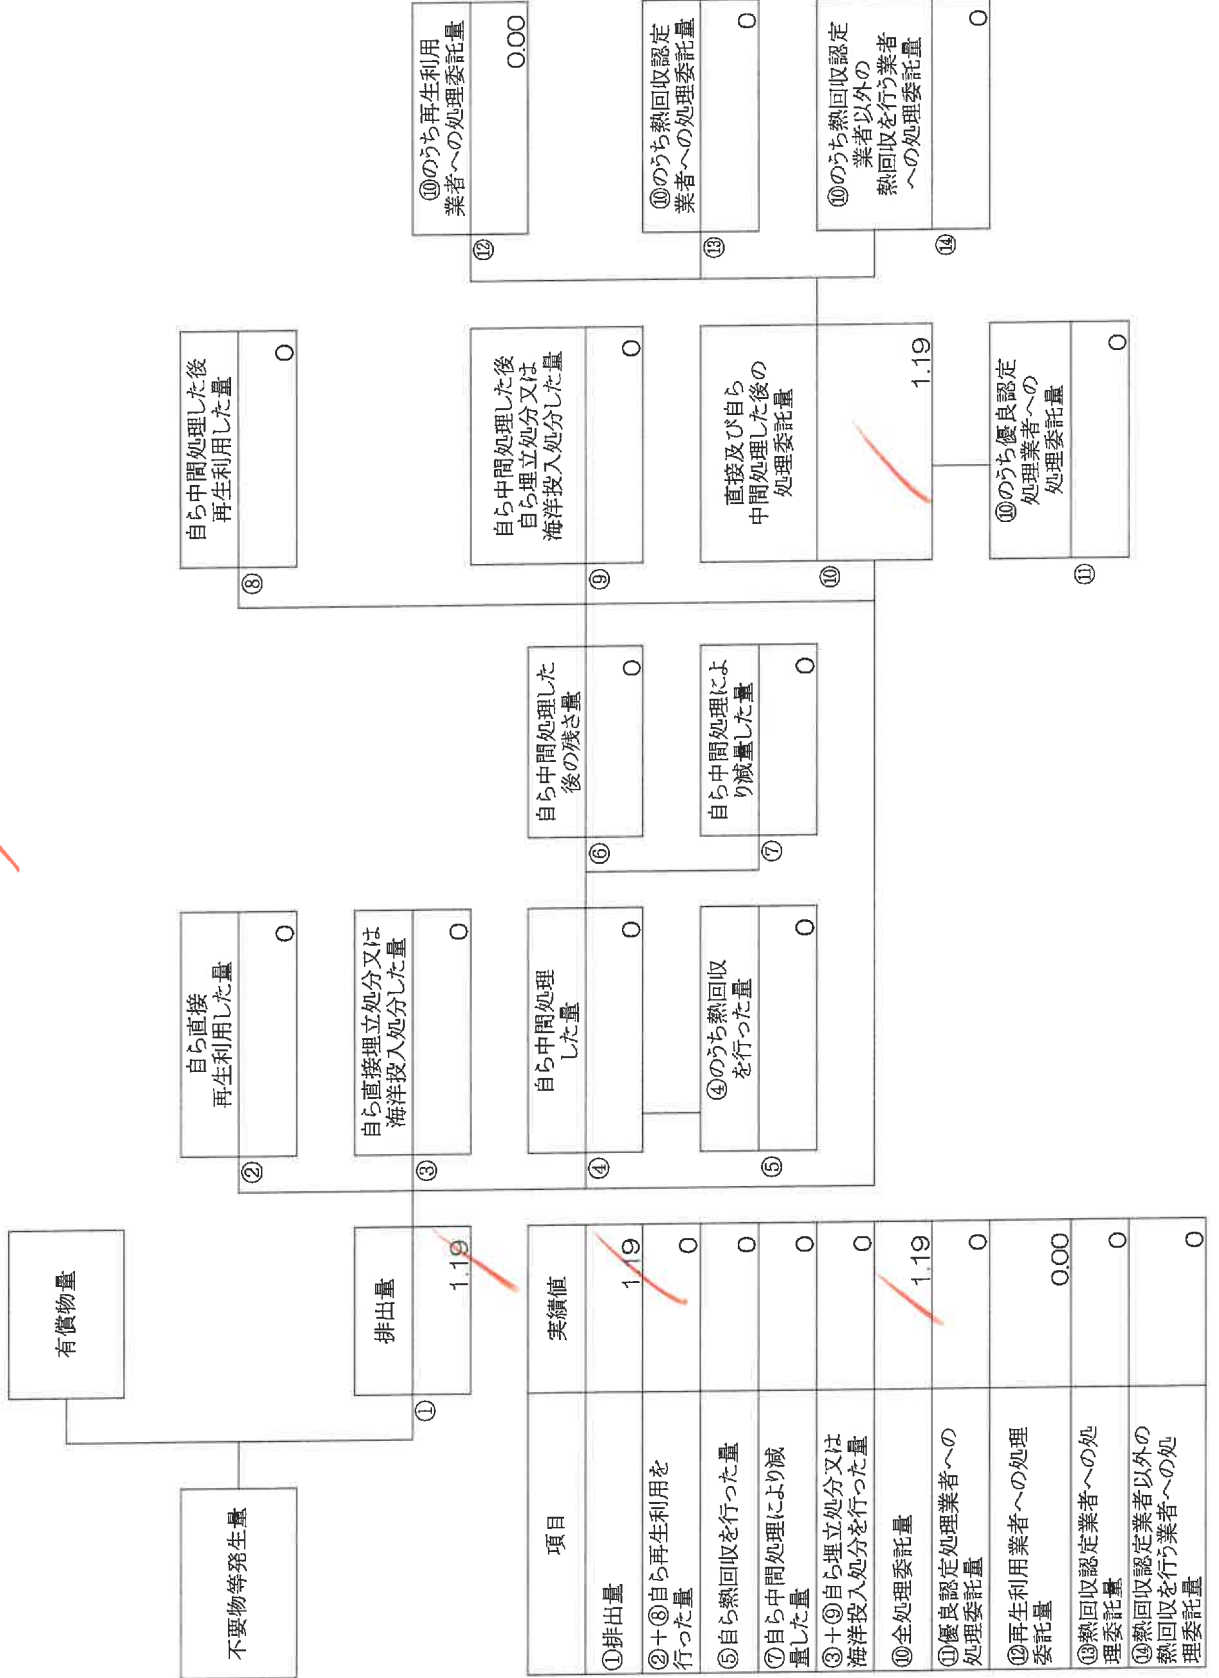 不要物等発生量
有償物量
①
排出量
1.19
②
自ら直接
再生利用した量
0
③
自ら直接埋立処分又は
海洋投入処分した量
0
④
自ら中間処理
した量
0
⑤
④のうち熱回収
を行った量
0
⑥
自ら中間処理した
後の残さ量
0
⑦
自ら中間処理によ
り減量した量
0
⑧
自ら中間処理した後
再生利用した量
0
⑨
自ら中間処理した後
自ら埋立処分又は
海洋投入処分した量
0
⑩
直接及び自ら
中間処理した後の
処理委託量
1.19
⑪
⑩のうち優良認定
処理業者への
処理委託量
0
⑫
⑩のうち再生利用
業者への処理委託量
0.00
⑬
⑩のうち熱回収認定
業者への処理委託量
0
⑭
⑩のうち熱回収認定
業者以外の
熱回収を行う業者
への処理委託量
0
項目 実績値
①排出量 1.19
②+⑧自ら再生利用を
行った量 0
⑤自ら熱回収を行った量 0
⑦自ら中間処理により減
量した量 0
③+⑨自ら埋立処分又は
海洋投入処分を行った量 0
⑩全処理委託量 1.19
⑪優良認定処理業者への
処理委託量 0
⑫再生利用業者への処理
委託量 0.00
⑬熱回収認定業者への処
理委託量 0
⑭熱回収認定業者以外の
熱回収を行う業者への処
理委託量 0